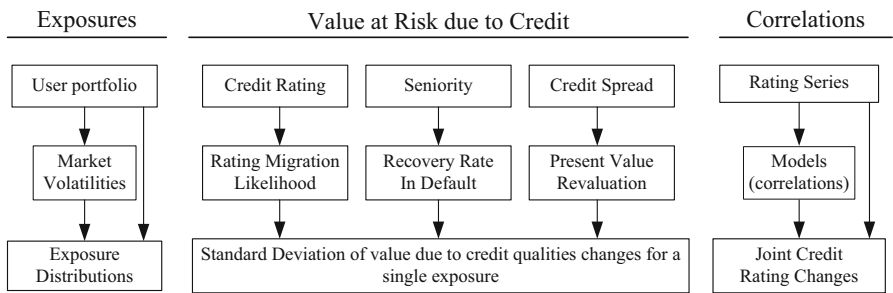 Exposures
Value at Risk due to Credit
Correlations
User portfolio
Credit Rating
Seniority
Credit Spread
Rating Series
Market
Volatilities
Rating Migration
Likelihood
Recovery Rate
In Default
Present Value
Revaluation
Models
(correlations)
Exposure
Distributions
Standard Deviation of value due to credit qualities changes for a
single exposure
Joint Credit
Rating Changes